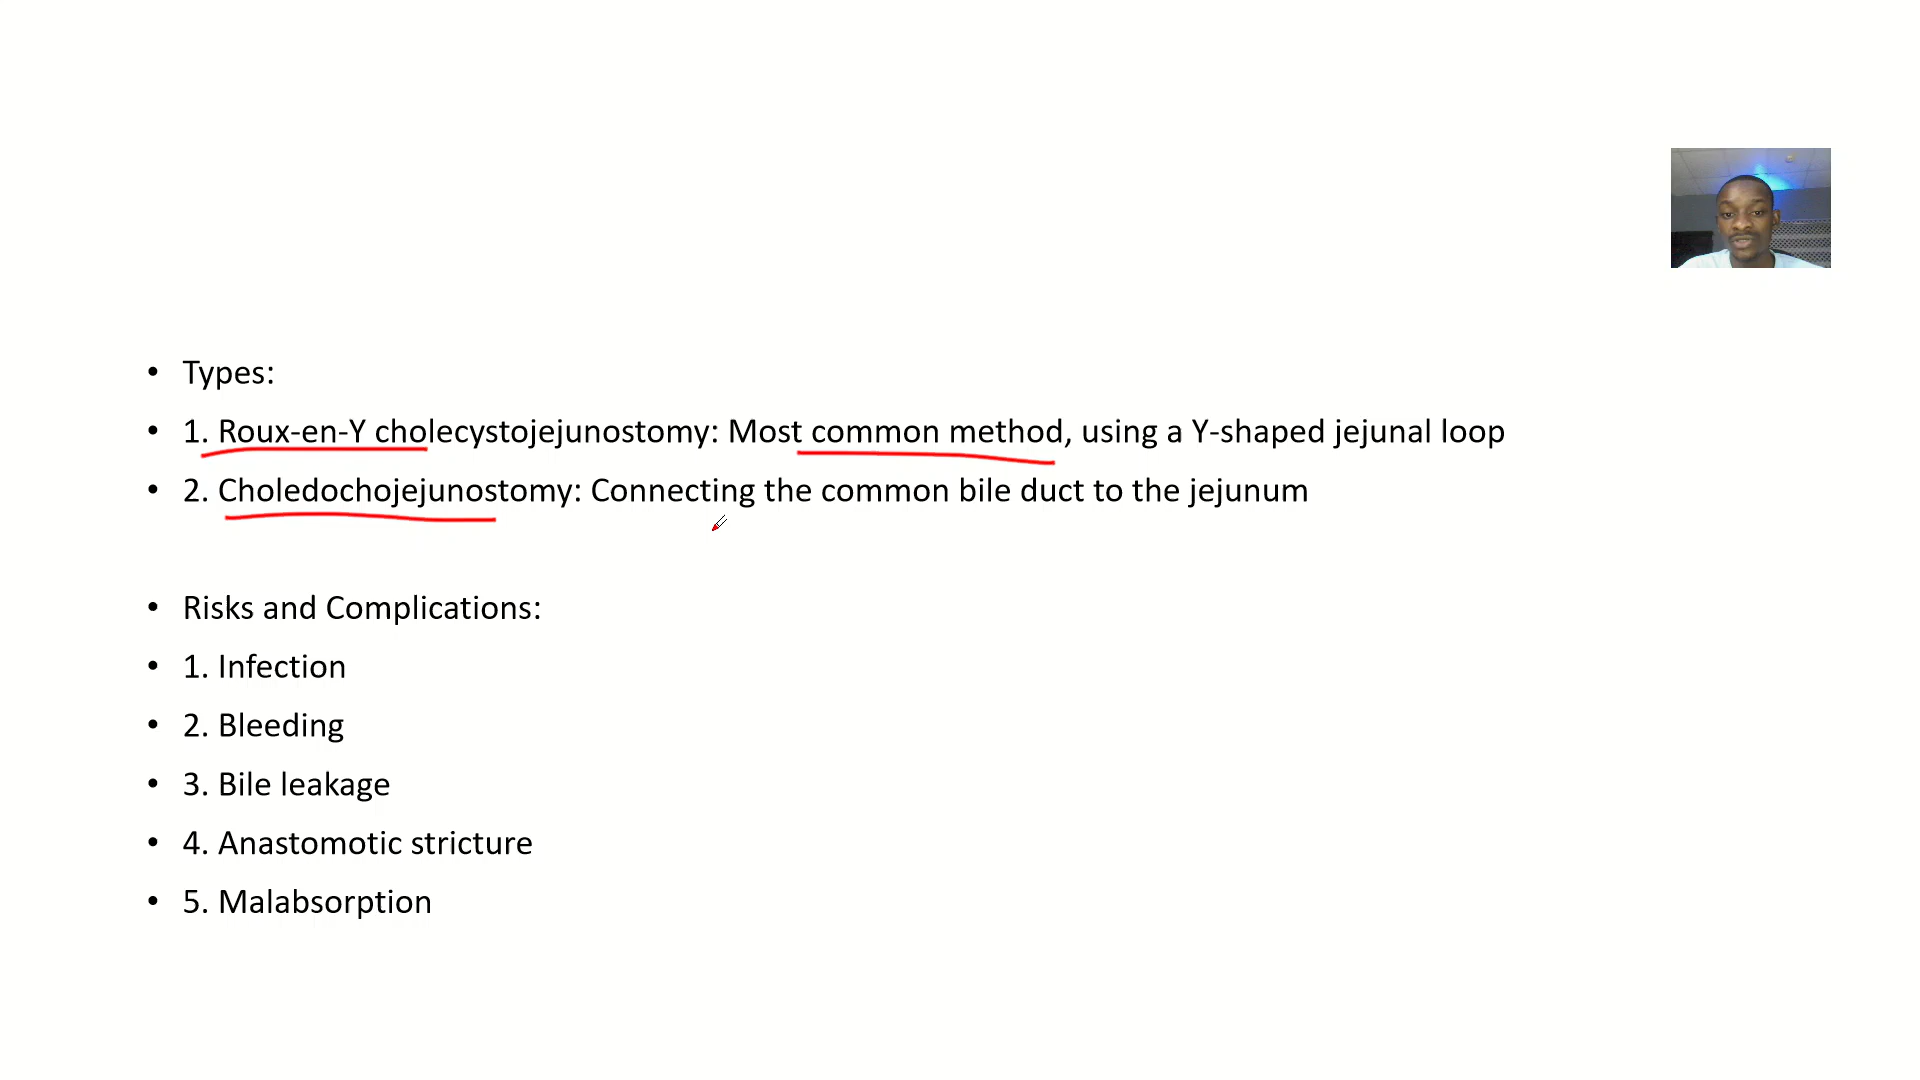 • Types:
• 1. Roux-en-Y cholecystojejunostomy: Most common method, using a Y-shaped jejunal loop
• 2. Choledochojejunostomy: Connecting the common bile duct to the jejunum
• Risks and Complications:
• 1. Infection
• 2. Bleeding
• 3. Bile leakage
• 4. Anastomotic stricture
• 5. Malabsorption